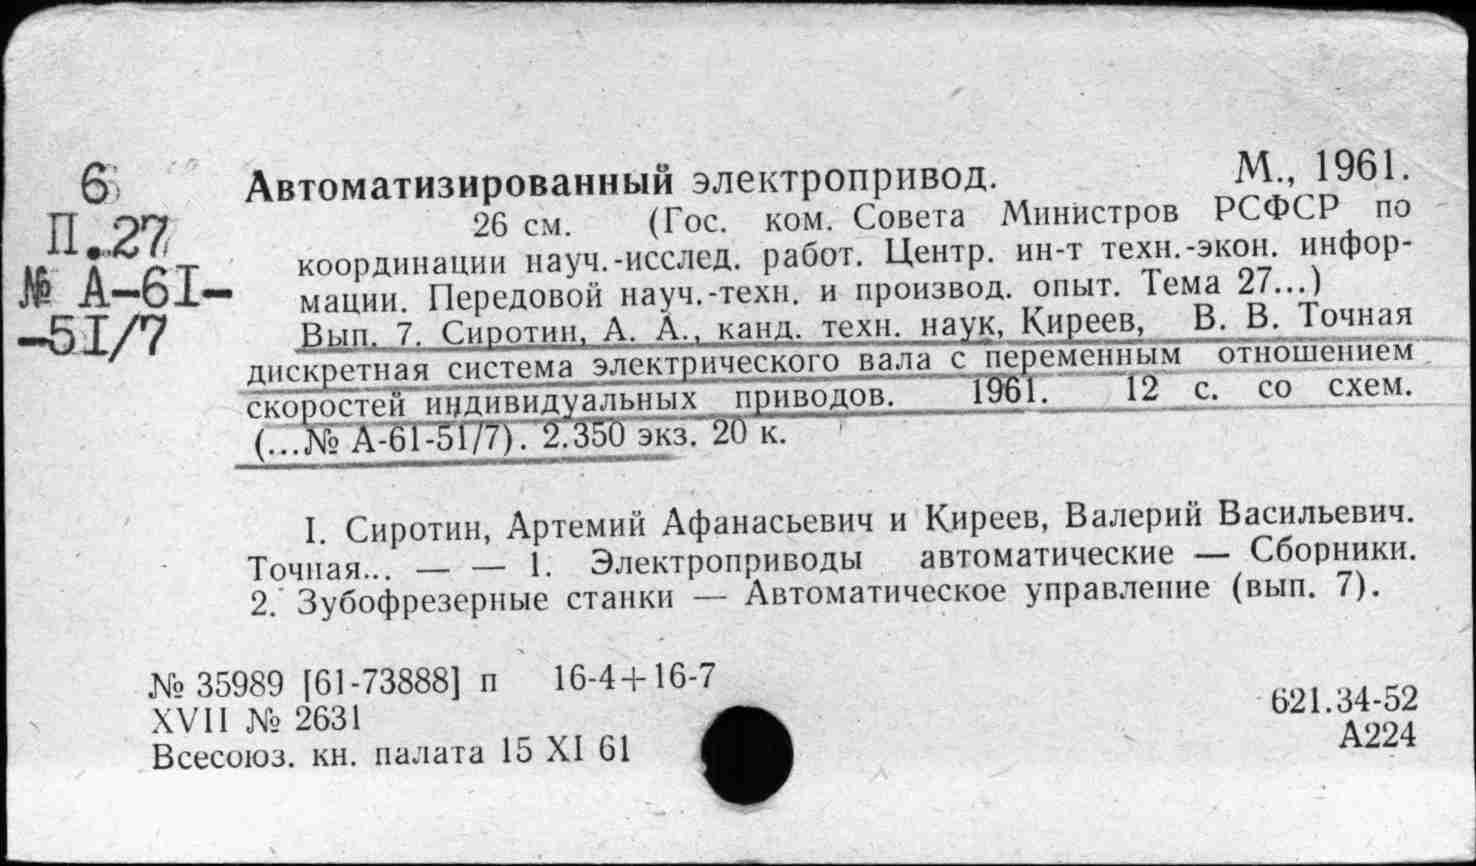 6
П.27
№ А-61-
-51/7
Автоматизированный электропривод. М., 1961.
26 см. (Гос. ком. Совета Министров РСФСР по
координации науч.-исслед. работ. Центр. ин-т техн.-экон. инфор-
мации. Передовой науч.-техн. и производ. опыт. Тема 27...)
Вып. 7. Сиротин, А. А., канд. техн. наук, Киреев, В. В. Точная
дискретная система электрического вала с переменным отношением
скоростей индивидуальных приводов. 1961. 12 с. со схем.
(...№ А-61-51/7). 2.350 экз. 20 к.
I. Сиротин, Артемий Афанасьевич и Киреев, Валерий Васильевич.
Точная... — — 1. Электроприводы автоматические — Сборники.
2. Зубофрезерные станки — Автоматическое управление (вып. 7).
№ 35989 [61-73888] п 16-4+16-7
XVII № 2631
Всесоюз. кн. палата 15 XI 61
621.34-52
А224